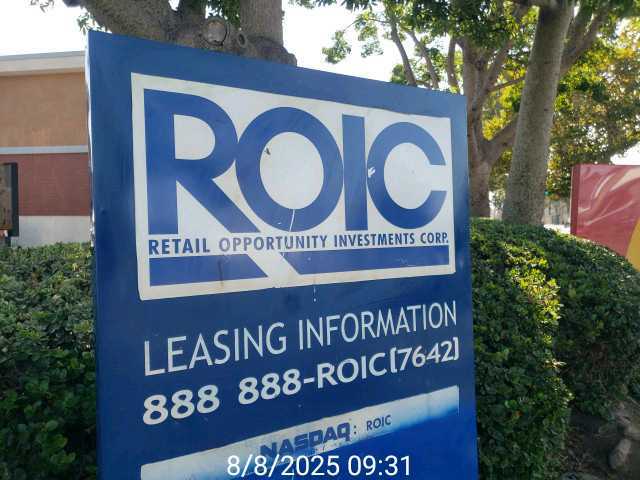 ROIC
RETAIL OPPORTUNITY INVESTMENTS CORP.
LEASING INFORMATION
888 888-ROIC(7642)
NASDAQ: ROIC
8/8/2025 09:31